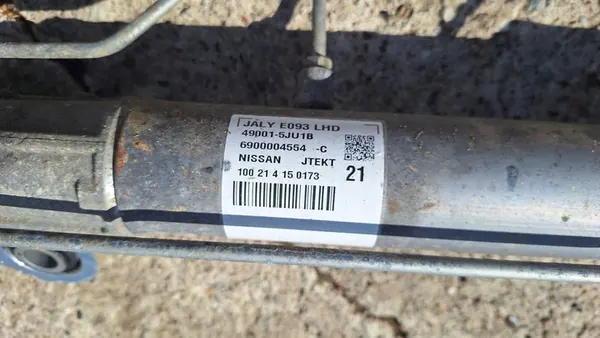 JALY E093 LHD
49001-5JU1B
6900004554 -C
NISSAN JTEKT 21
100 21 4 15 0173